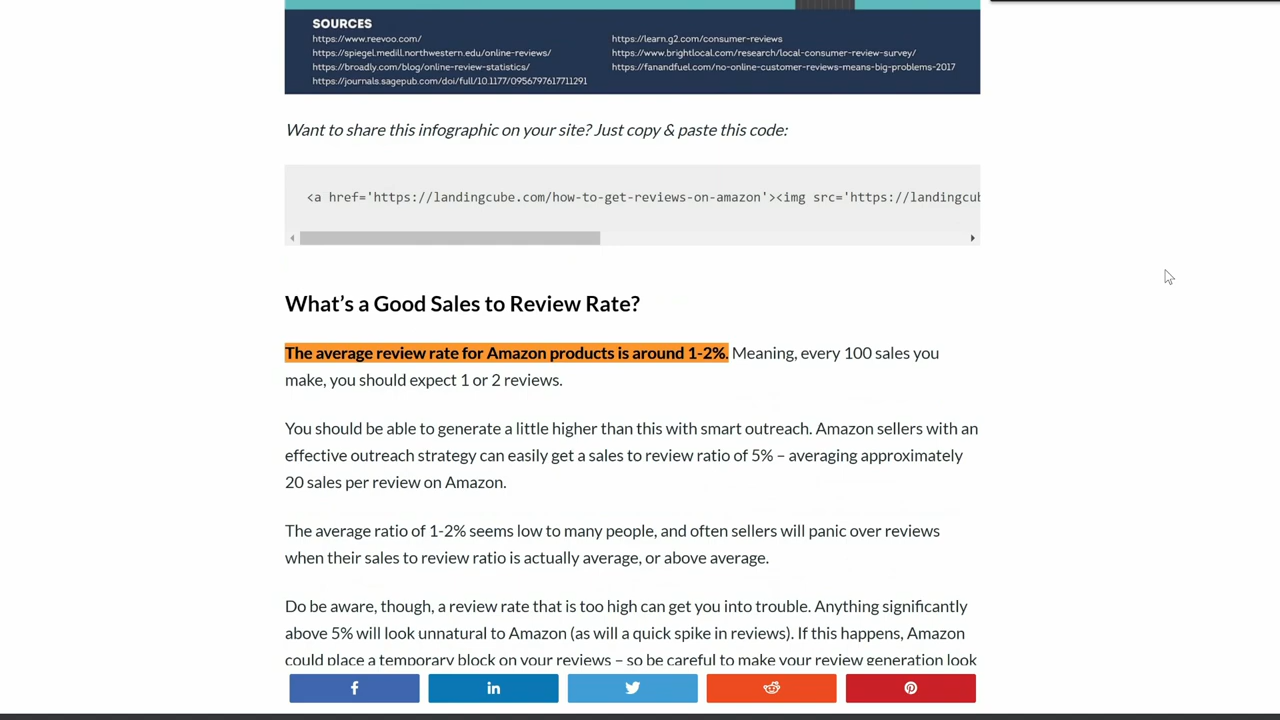 SOURCES
https://www.reevoo.com/
https://spiegel.medill.northwestern.edu/online-reviews/
https://broadly.com/blog/online-review-statistics/
https://journals.sagepub.com/doi/full/10.1177/0956797617711291
https://learn.g2.com/consumer-reviews
https://www.brightlocal.com/research/local-consumer-review-survey/
https://fanandfuel.com/no-online-customer-reviews-means-big-problems-2017
Want to share this infographic on your site? Just copy & paste this code:
<a href='https://landingcube.com/how-to-get-reviews-on-amazon'><img src='https://landingcub
What's a Good Sales to Review Rate?
The average review rate for Amazon products is around 1-2%. Meaning, every 100 sales you
make, you should expect 1 or 2 reviews.
You should be able to generate a little higher than this with smart outreach. Amazon sellers with an
effective outreach strategy can easily get a sales to review ratio of 5% – averaging approximately
20 sales per review on Amazon.
The average ratio of 1-2% seems low to many people, and often sellers will panic over reviews
when their sales to review ratio is actually average, or above average.
Do be aware, though, a review rate that is too high can get you into trouble. Anything significantly
above 5% will look unnatural to Amazon (as will a quick spike in reviews). If this happens, Amazon
could place a temporary block on your reviews – so be careful to make your review generation look